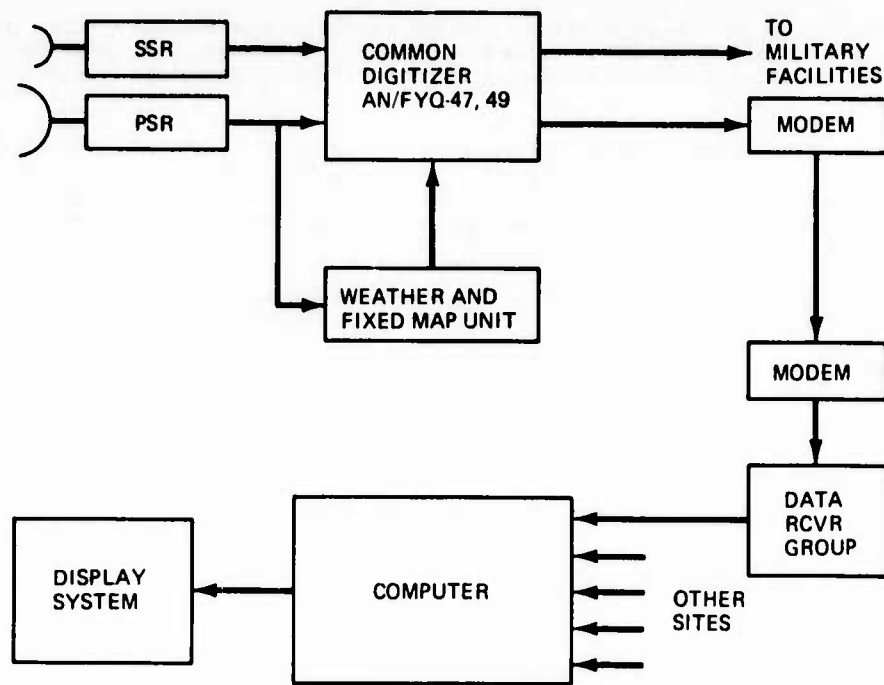 SSR
COMMON
DIGITIZER
AN/FYQ-47, 49
TO
MILITARY
FACILITIES
PSR
MODEM
WEATHER AND
FIXED MAP UNIT
MODEM
DATA
RCVR
GROUP
DISPLAY
SYSTEM
COMPUTER
OTHER
SITES